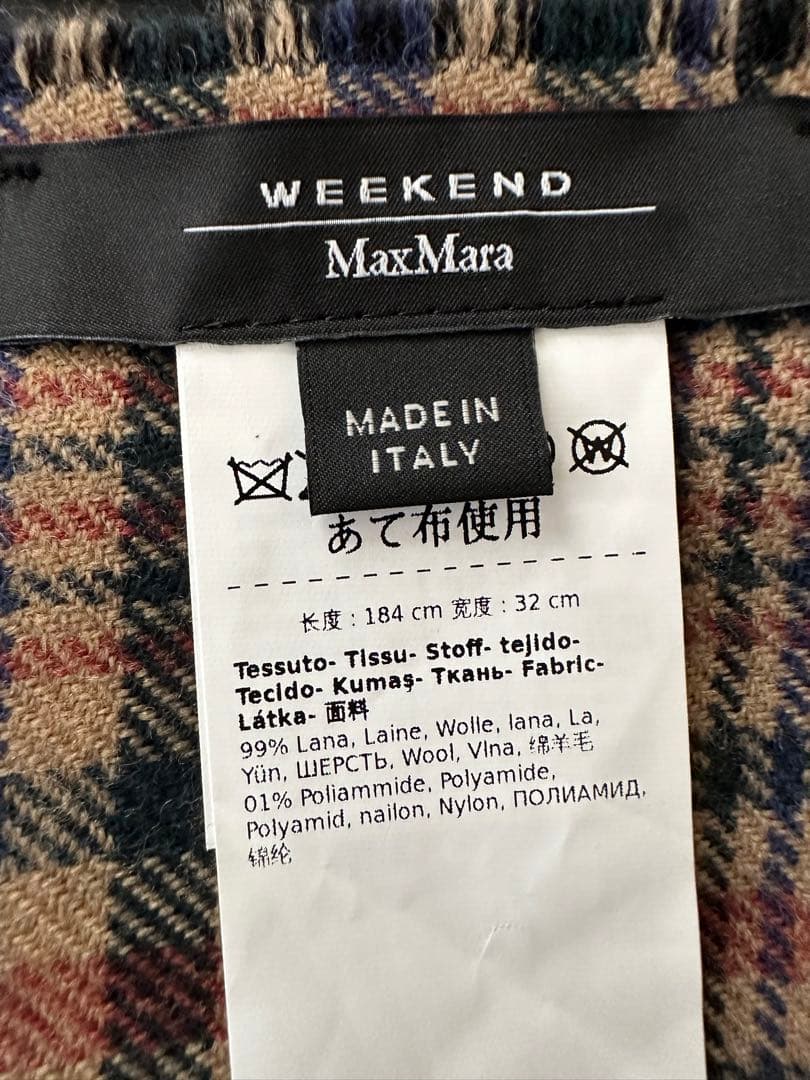 WEEKEND
MaxMara
MADE IN
ITALY
W
あて布使用
长度：184 cm 宽度：32 cm
Tessuto- Tissu- Stoff- tejido-
Tecido- Kumaş- Ткань- Fabric-
Látka- 面料
99% Lana, Laine, Wolle, lana, La,
Yün, ШЕРСТЬ, Wool, Vlna, 绵羊毛
01% Poliammide, Polyamide,
Polyamid, nailon, Nylon, ПОЛИАМИД,
锦纶